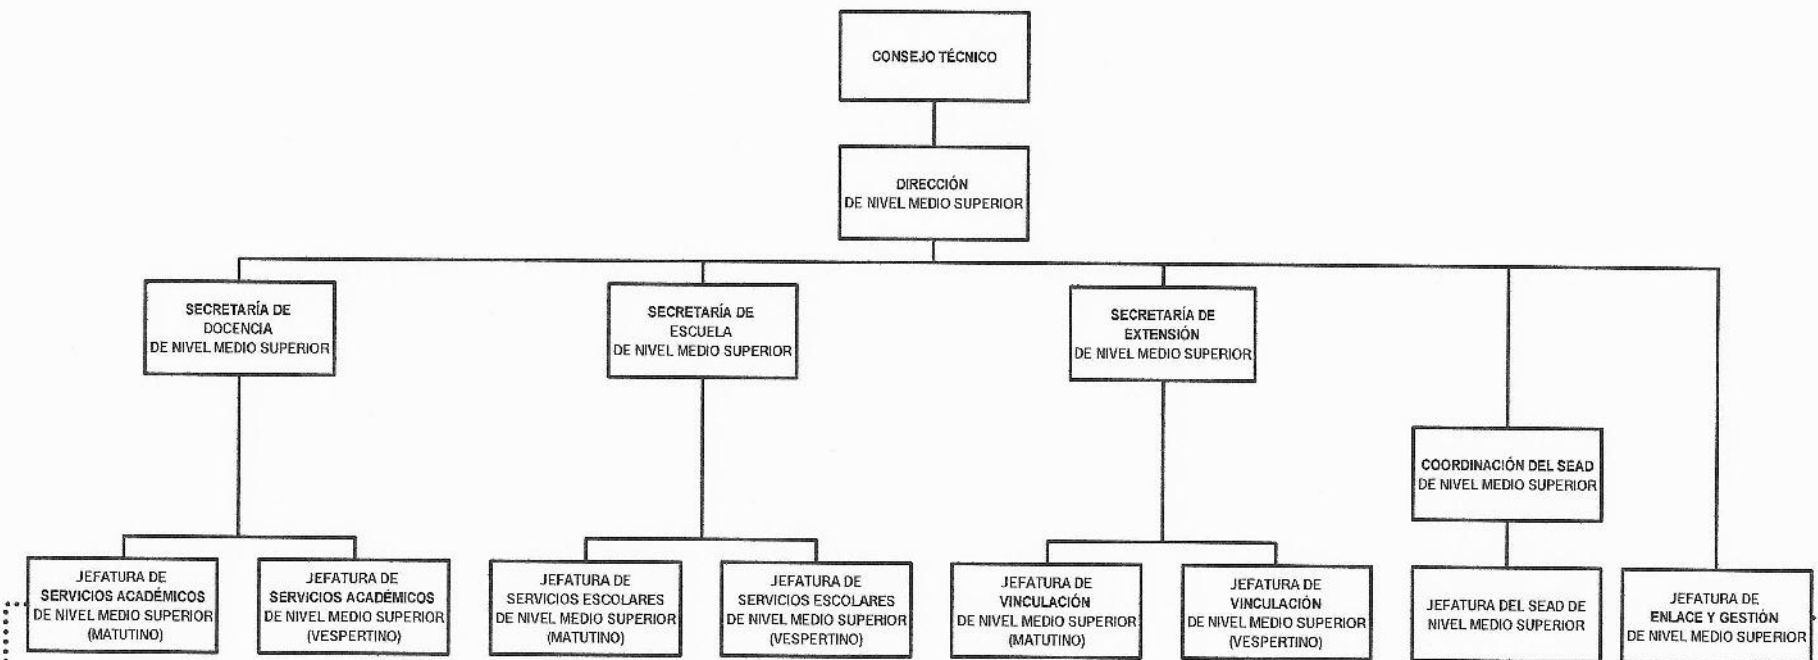 CONSEJO TÉCNICO
DIRECCIÓN
DE NIVEL MEDIO SUPERIOR
SECRETARÍA DE
DOCENCIA
DE NIVEL MEDIO SUPERIOR
SECRETARÍA DE
ESCUELA
DE NIVEL MEDIO SUPERIOR
SECRETARÍA DE
EXTENSIÓN
DE NIVEL MEDIO SUPERIOR
COORDINACIÓN DEL SEAD
DE NIVEL MEDIO SUPERIOR
JEFATURA DE
SERVICIOS ACADÉMICOS
DE NIVEL MEDIO SUPERIOR
(MATUTINO)
JEFATURA DE
SERVICIOS ACADÉMICOS
DE NIVEL MEDIO SUPERIOR
(VESPERTINO)
JEFATURA DE
SERVICIOS ESCOLARES
DE NIVEL MEDIO SUPERIOR
(MATUTINO)
JEFATURA DE
SERVICIOS ESCOLARES
DE NIVEL MEDIO SUPERIOR
(VESPERTINO)
JEFATURA DE
VINCULACIÓN
DE NIVEL MEDIO SUPERIOR
(MATUTINO)
JEFATURA DE
VINCULACIÓN
DE NIVEL MEDIO SUPERIOR
(VESPERTINO)
JEFATURA DEL SEAD DE
NIVEL MEDIO SUPERIOR
JEFATURA DE
ENLACE Y GESTIÓN
DE NIVEL MEDIO SUPERIOR